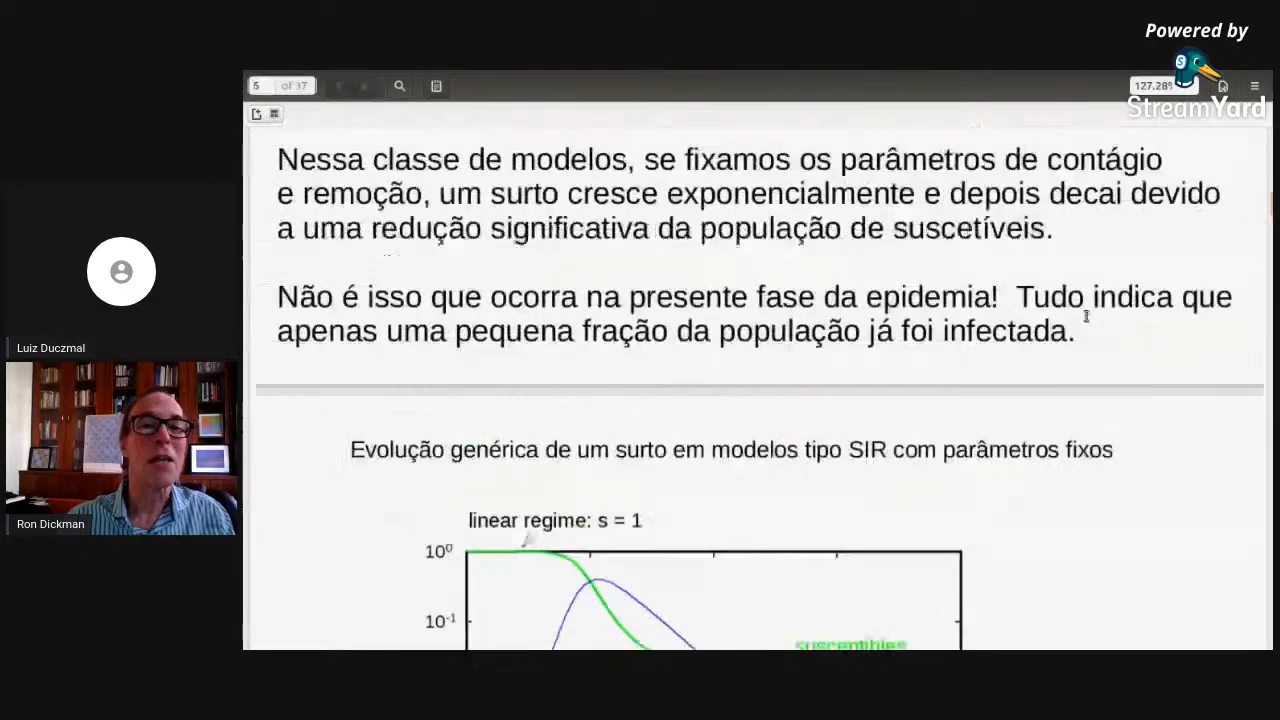 Powered by
StreamYard
5 of 37
127.28%
Nessa classe de modelos, se fixamos os parâmetros de contágio
e remoção, um surto cresce exponencialmente e depois decai devido
a uma redução significativa da população de suscetíveis.
Não é isso que ocorra na presente fase da epidemia! Tudo indica que
apenas uma pequena fração da população já foi infectada.
Evolução genérica de um surto em modelos tipo SIR com parâmetros fixos
linear regime: s = 1
10⁰
10⁻¹
susceptibles
Luiz Duczmal
Ron Dickman